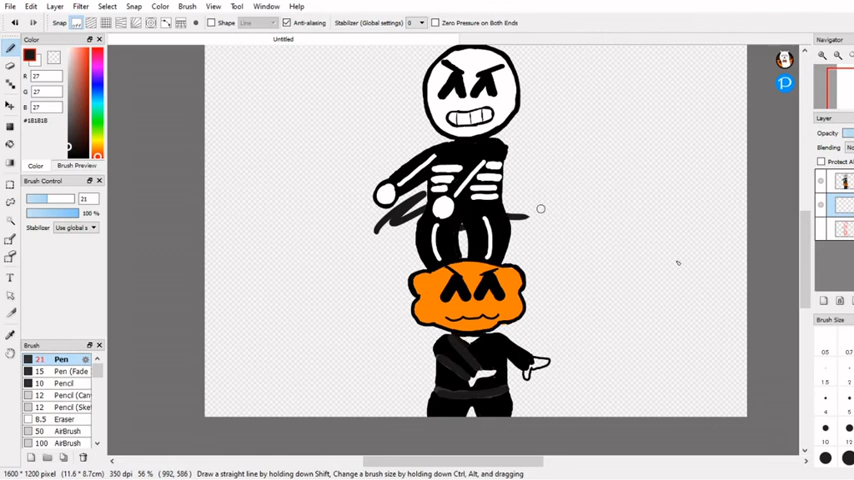 File Edit Layer Filter Select Snap Color Brush View Tool Window Help
Snap Shape Line Anti-aliasing Stabilizer (Global settings) 0 Zero Pressure on Both Ends
Color
Untitled
Navigator
R 27
G 27
B 27
#1B1B1B
Color Brush Preview
Brush Control
21
100 %
Stabilizer Use global s
Layer
Opacity
Blending
Protect Al
Brush
21 Pen
15 Pen (Fade
10 Pencil
12 Pencil (Can
12 Pencil (Ske
8.5 Eraser
50 AirBrush
100 AirBrush
Brush Size
0.5 0.7
1.5
4 5
10 12
1600 * 1200 pixel (11.6 * 8.7cm) 350 dpi 56 % ( 992, 586 ) Draw a straight line by holding down Shift, Change a brush size by holding down Ctrl, Alt, and dragging